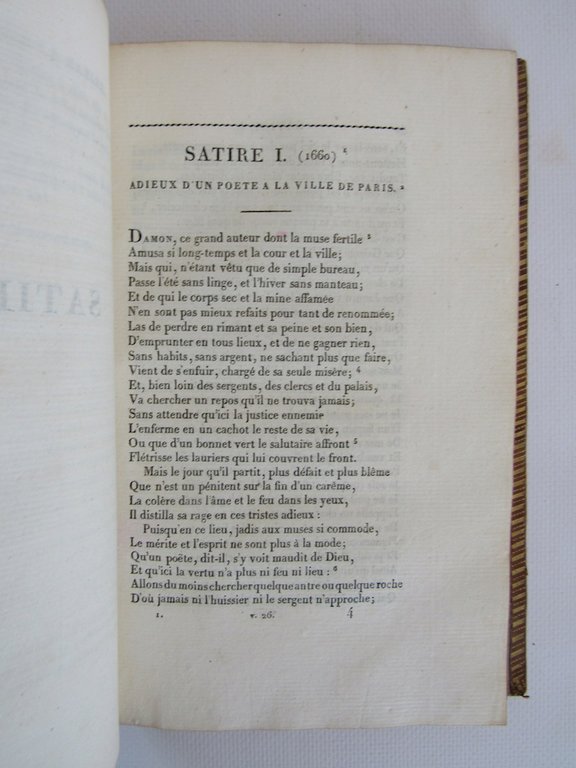 SATIRE I. (1660) ¹
ADIEUX D'UN POETE A LA VILLE DE PARIS. ²
DAMON, ce grand auteur dont la muse fertile ³
Amusa si long-temps et la cour et la ville;
Mais qui, n'étant vêtu que de simple bureau,
Passe l'été sans linge, et l'hiver sans manteau;
Et de qui le corps sec et la mine affamée
N'en sont pas mieux refaits pour tant de renommée;
Las de perdre en rimant et sa peine et son bien,
D'emprunter en tous lieux, et de ne gagner rien,
Sans habits, sans argent, ne sachant plus que faire,
Vient de s'enfuir, chargé de sa seule misère; ⁴
Et, bien loin des sergents, des clercs et du palais,
Va chercher un repos qu'il ne trouva jamais;
Sans attendre qu'ici la justice ennemie
L'enferme en un cachot le reste de sa vie,
Ou que d'un bonnet vert le salutaire affront ⁵
Flétrisse les lauriers qui lui couvrent le front.
Mais le jour qu'il partit, plus défait et plus blême
Que n'est un pénitent sur la fin d'un carême,
La colère dans l'âme et le feu dans les yeux,
Il distilla sa rage en ces tristes adieux :
Puisqu'en ce lieu, jadis aux muses si commode,
Le mérite et l'esprit ne sont plus à la mode;
Qu'un poëte, dit-il, s'y voit maudit de Dieu,
Et qu'ici la vertu n'a plus ni feu ni lieu : ⁶
Allons du moins chercher quelque antre ou quelque roche
D'où jamais ni l'huissier ni le sergent n'approche;
1. v. 26. 4
SATI